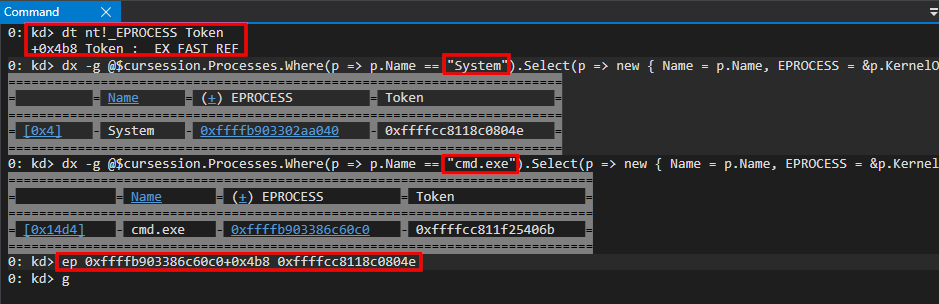 Command X
0: kd> dt nt!_EPROCESS Token
+0x4b8 Token : _EX_FAST_REF
0: kd> dx -g @$cursession.Processes.Where(p => p.Name == "System").Select(p => new { Name = p.Name, EPROCESS = &p.KernelO
==================================================================
= = Name = (+) EPROCESS = Token =
==================================================================
= [0x4] - System - 0xffffb903302aa040 - 0xffffcc8118c0804e =
==================================================================
0: kd> dx -g @$cursession.Processes.Where(p => p.Name == "cmd.exe").Select(p => new { Name = p.Name, EPROCESS = &p.Kernel
======================================================================
= = Name = (+) EPROCESS = Token =
======================================================================
= [0x14d4] - cmd.exe - 0xffffb903386c60c0 - 0xffffcc811f25406b =
======================================================================
0: kd> ep 0xffffb903386c60c0+0x4b8 0xffffcc8118c0804e
0: kd> g